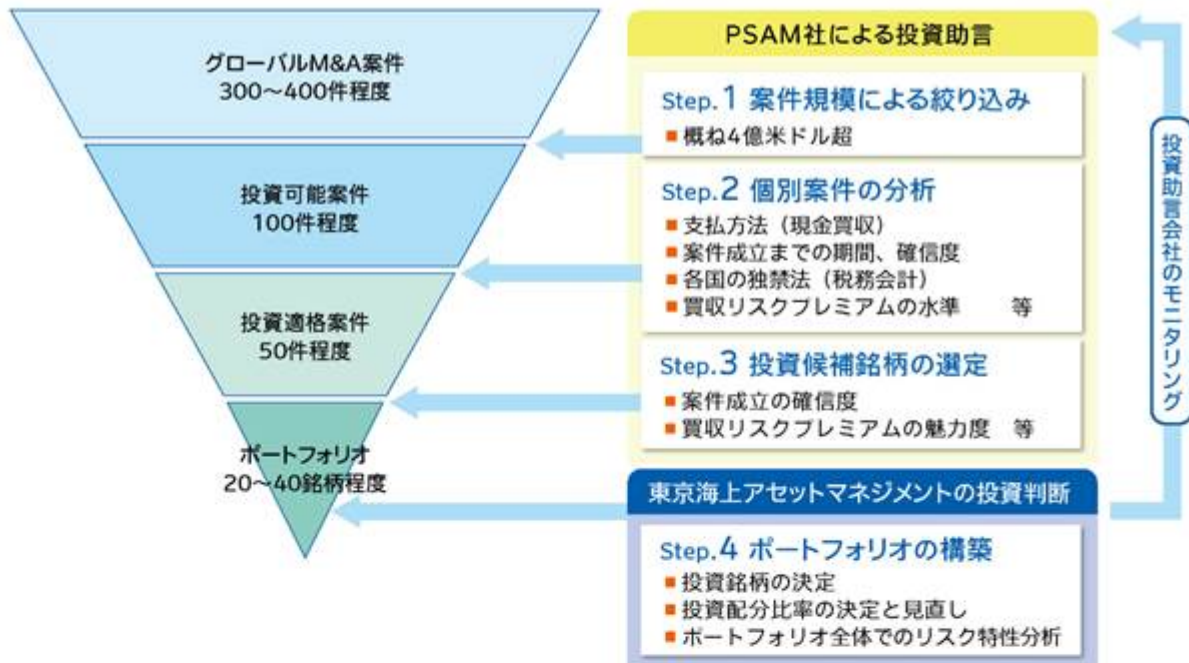 グローバルM&A案件
300～400件程度
投資可能案件
100件程度
投資適格案件
50件程度
ポートフォリオ
20～40銘柄程度
PSAM社による投資助言
Step.1 案件規模による絞り込み
■ 概ね4億米ドル超
Step.2 個別案件の分析
■ 支払方法（現金買収）
■ 案件成立までの期間、確信度
■ 各国の独禁法（税務会計）
■ 買収リスクプレミアムの水準　　等
Step.3 投資候補銘柄の選定
■ 案件成立の確信度
■ 買収リスクプレミアムの魅力度　等
東京海上アセットマネジメントの投資判断
Step.4 ポートフォリオの構築
■ 投資銘柄の決定
■ 投資配分比率の決定と見直し
■ ポートフォリオ全体でのリスク特性分析
投資助言会社のモニタリング